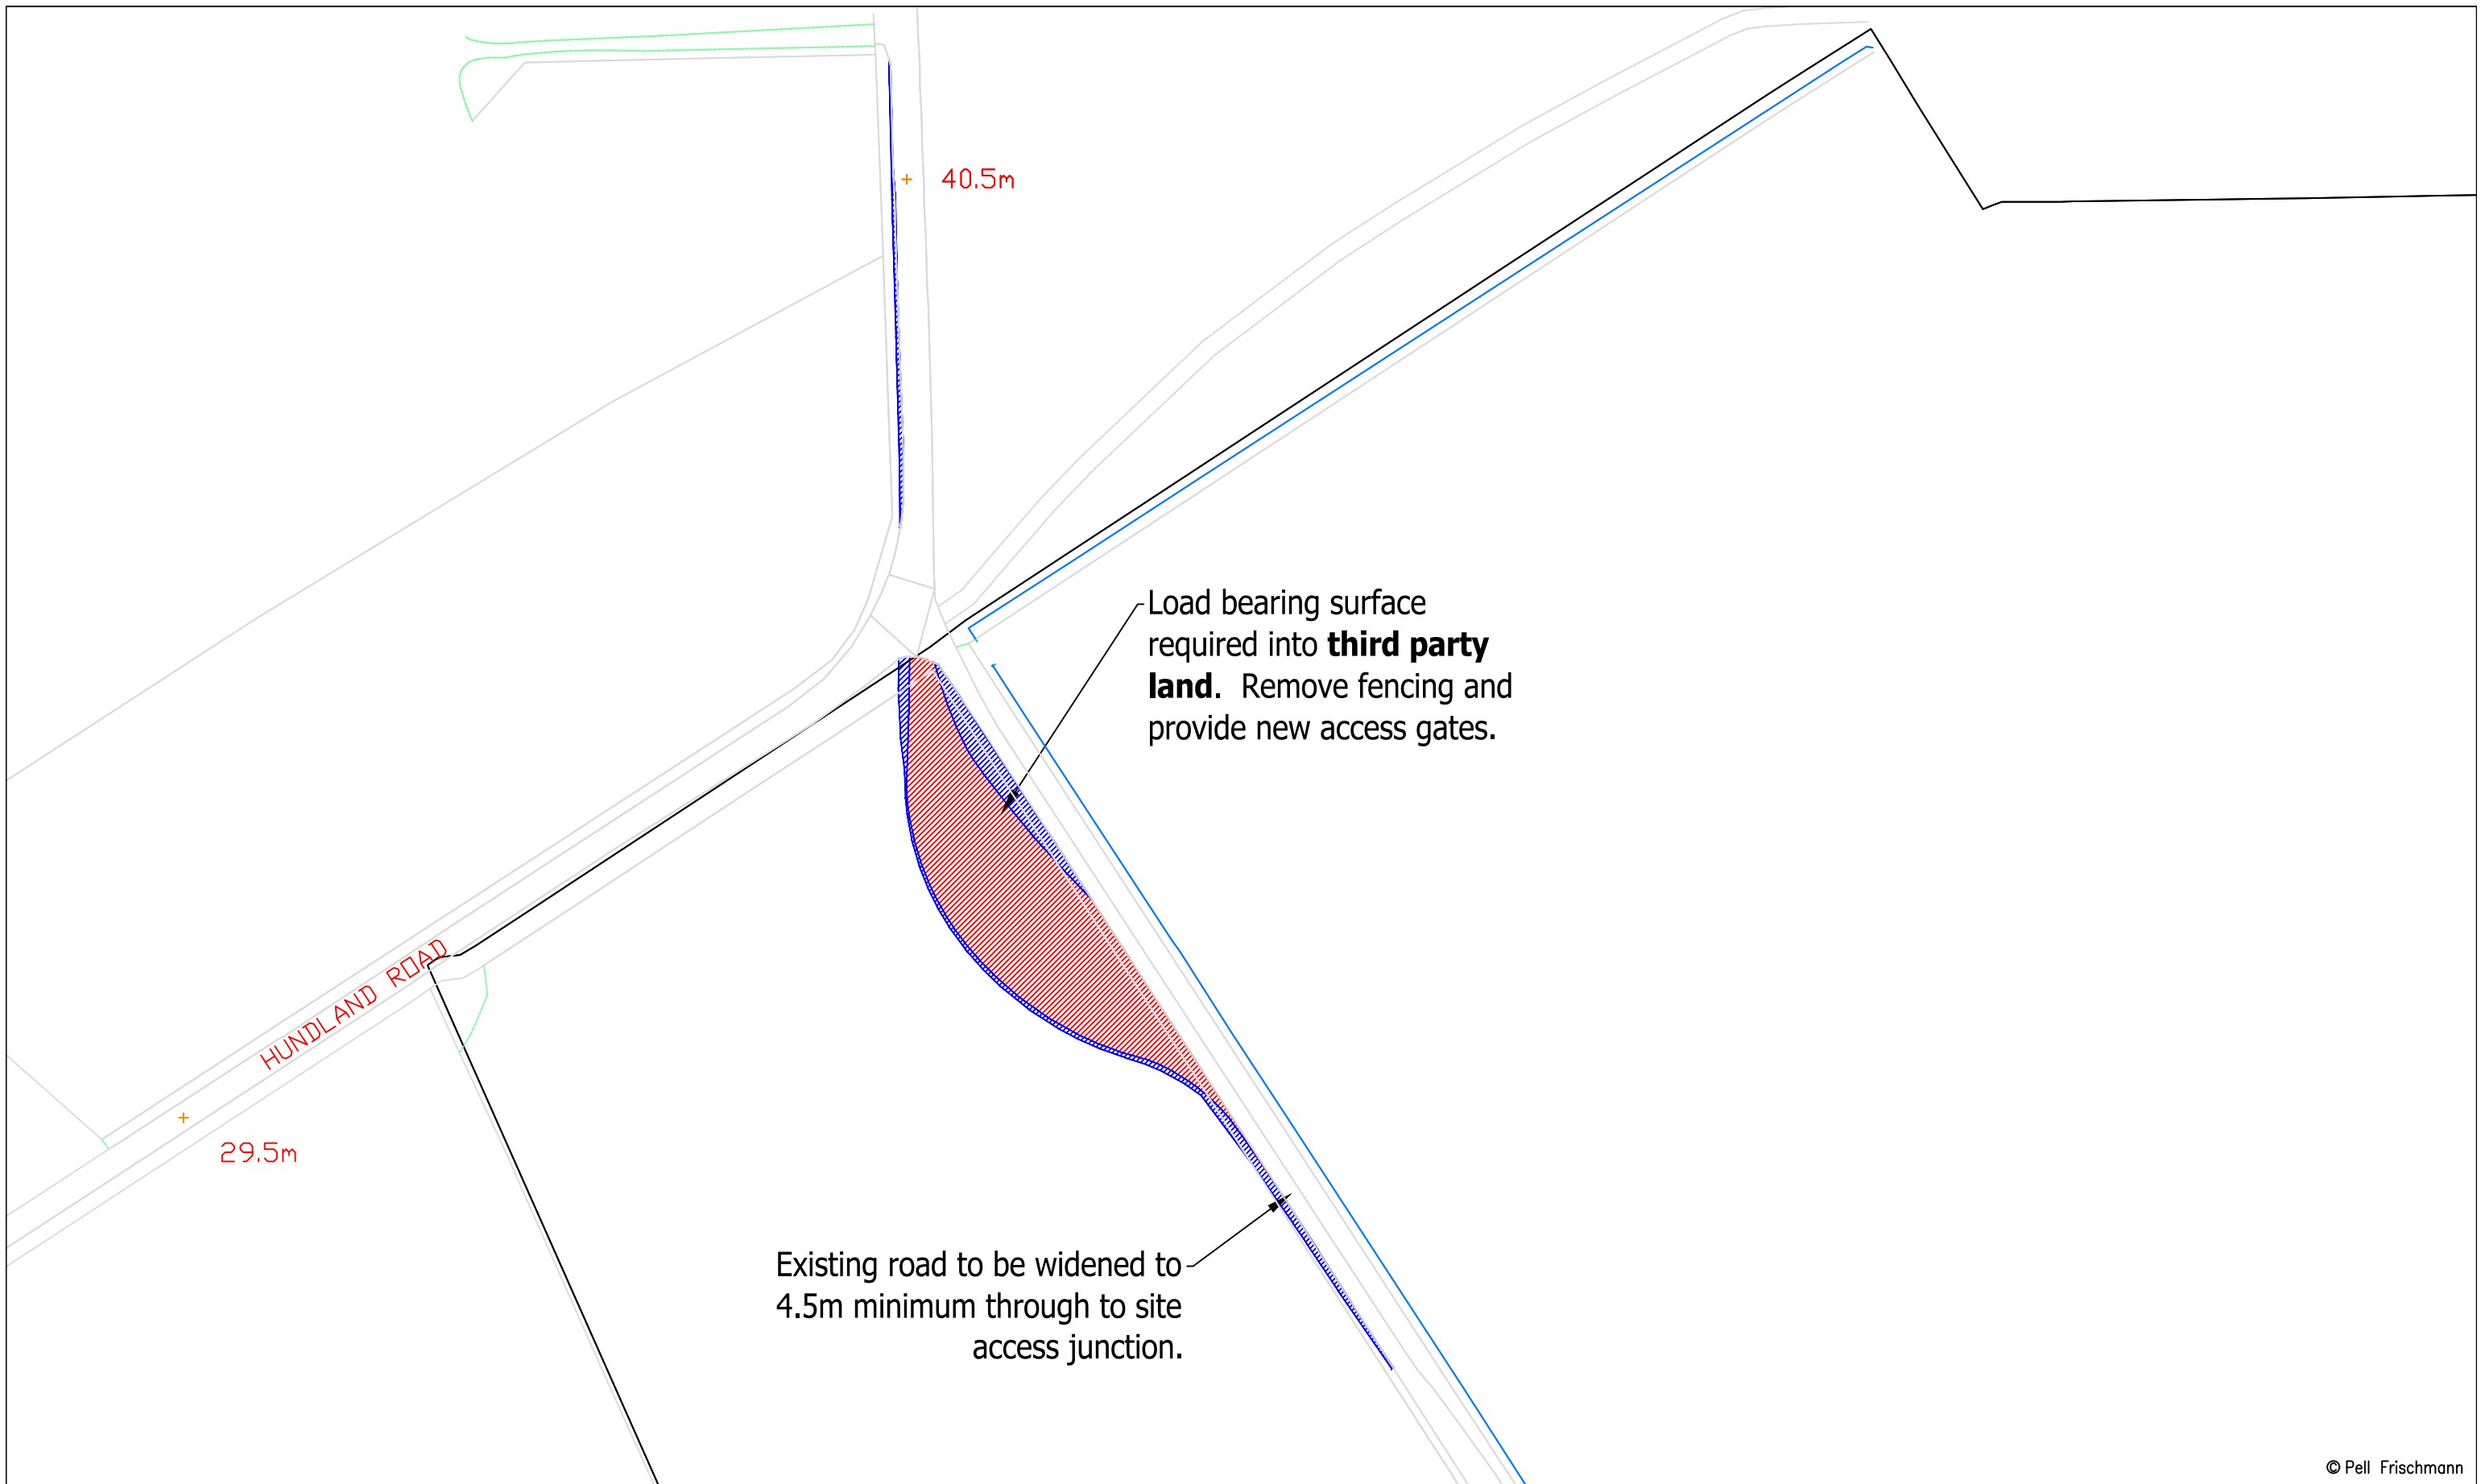 40.5m
Load bearing surface
required into third party
land.  Remove fencing and
provide new access gates.
HUNDLAND ROAD
29.5m
Existing road to be widened to
4.5m minimum through to site
access junction.
© Pell Frischmann